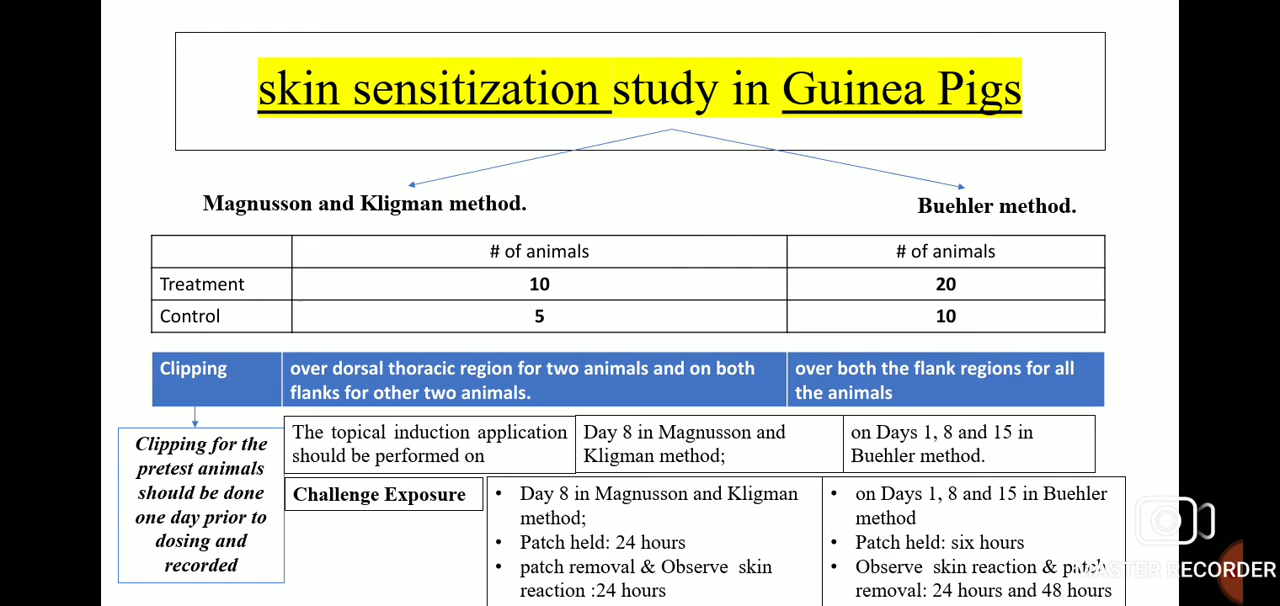 skin sensitization study in Guinea Pigs
Magnusson and Kligman method.
Buehler method.
# of animals
# of animals
Treatment
10
20
Control
5
10
Clipping
over dorsal thoracic region for two animals and on both
flanks for other two animals.
over both the flank regions for all
the animals
Clipping for the
pretest animals
should be done
one day prior to
dosing and
recorded
The topical induction application
should be performed on
Day 8 in Magnusson and
Kligman method;
on Days 1, 8 and 15 in
Buehler method.
Challenge Exposure
• Day 8 in Magnusson and Kligman
method;
• Patch held: 24 hours
• patch removal & Observe skin
reaction :24 hours
• on Days 1, 8 and 15 in Buehler
method
• Patch held: six hours
• Observe skin reaction & patch
removal: 24 hours and 48 hours
MASTER RECORDER